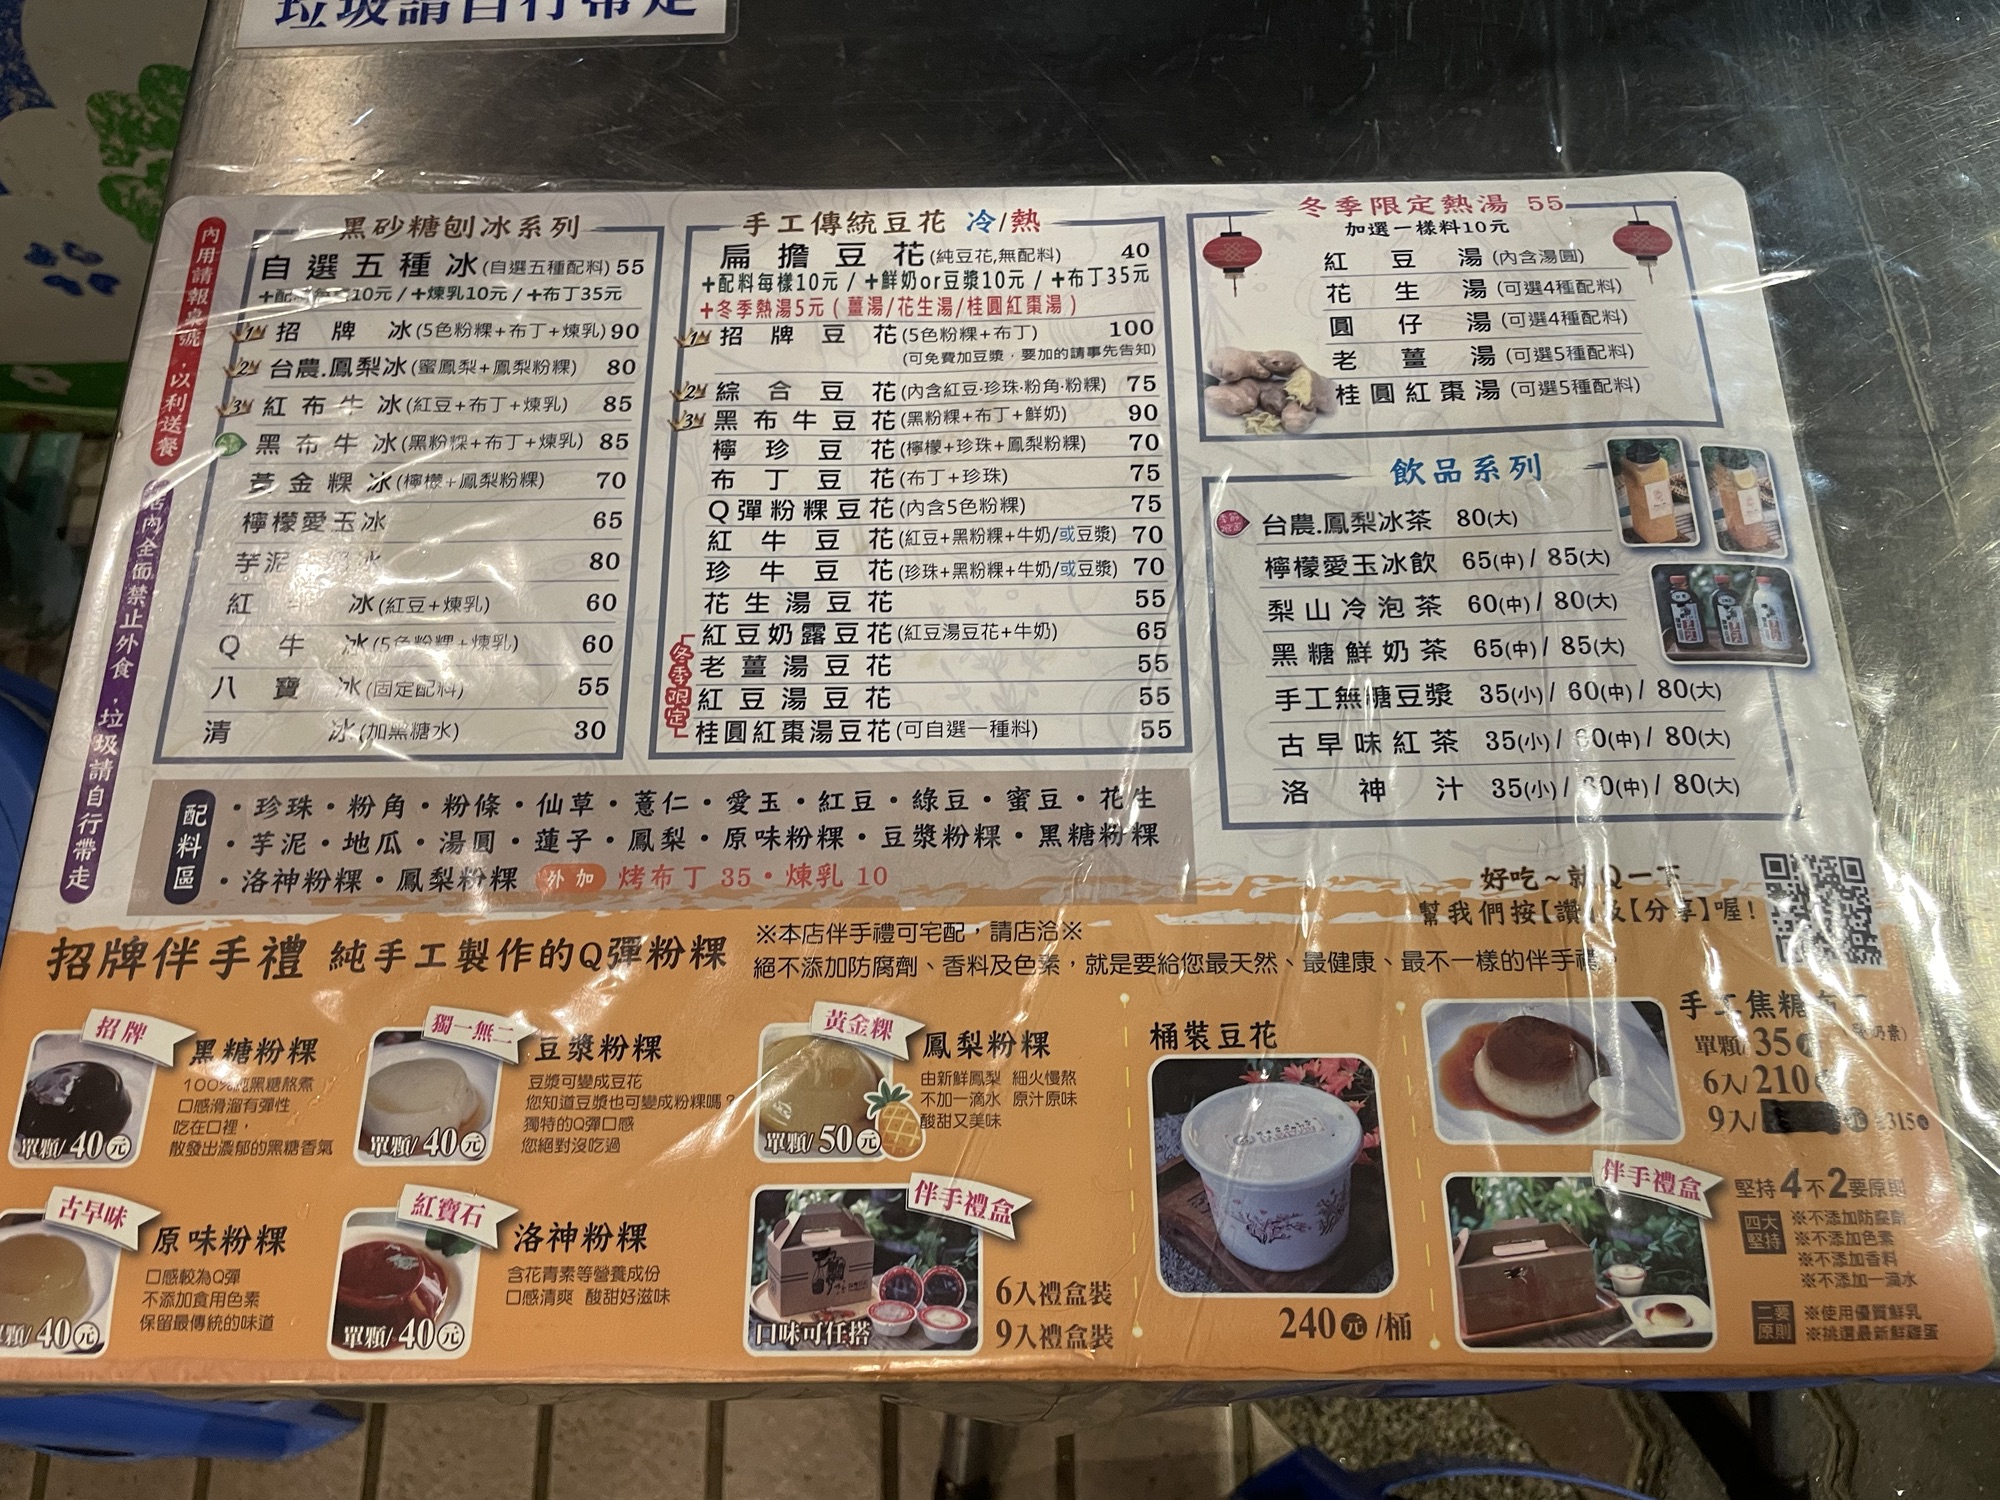 垃圾請自行帶走
內用請報桌號，以利送餐
店內全面禁止外食，垃圾請自行帶走
黑砂糖刨冰系列
自選五種冰(自選五種配料) 55
+配 10元 / +煉乳10元 / +布丁35元
1 招牌冰(5色粉粿+布丁+煉乳) 90
2 台農.鳳梨冰(蜜鳳梨+鳳梨粉粿) 80
3 紅布牛冰(紅豆+布丁+煉乳) 85
黑布牛冰(黑粉粿+布丁+煉乳) 85
黃金粿冰(檸檬+鳳梨粉粿) 70
檸檬愛玉冰 65
芋泥 冰 80
紅 冰(紅豆+煉乳) 60
Q牛冰(5色粉粿+煉乳) 60
八寶冰(固定配料) 55
清冰(加黑糖水) 30
手工傳統豆花 冷/熱
扁擔豆花(純豆花,無配料) 40
+配料每樣10元 / +鮮奶or豆漿10元 / +布丁35元
+冬季熱湯5元 ( 薑湯/花生湯/桂圓紅棗湯 )
1 招牌豆花(5色粉粿+布丁) 100
(可免費加豆漿，要加的請事先告知)
2 綜合豆花(內含紅豆·珍珠·粉角·粉粿) 75
3 黑布牛豆花(黑粉粿+布丁+鮮奶) 90
檸珍豆花(檸檬+珍珠+鳳梨粉粿) 70
布丁豆花(布丁+珍珠) 75
Q彈粉粿豆花(內含5色粉粿) 75
紅牛豆花(紅豆+黑粉粿+牛奶/或豆漿) 70
珍牛豆花(珍珠+黑粉粿+牛奶/或豆漿) 70
花生湯豆花 55
冬季限定
紅豆奶露豆花(紅豆湯豆花+牛奶) 65
老薑湯豆花 55
紅豆湯豆花 55
桂圓紅棗湯豆花(可自選一種料) 55
冬季限定熱湯 55
加選一樣料10元
紅豆湯 (內含湯圓)
花生湯 (可選4種配料)
圓仔湯 (可選4種配料)
老薑湯 (可選5種配料)
桂圓紅棗湯 (可選5種配料)
飲品系列
台農.鳳梨冰茶 80(大)
檸檬愛玉冰飲 65(中) / 85(大)
梨山冷泡茶 60(中) / 80(大)
黑糖鮮奶茶 65(中) / 85(大)
手工無糖豆漿 35(小) / 60(中) / 80(大)
古早味紅茶 35(小) / 60(中) / 80(大)
洛神汁 35(小) / 60(中) / 80(大)
配料區
·珍珠·粉角·粉條·仙草·薏仁·愛玉·紅豆·綠豆·蜜豆·花生
·芋泥·地瓜·湯圓·蓮子·鳳梨·原味粉粿·豆漿粉粿·黑糖粉粿
·洛神粉粿·鳳梨粉粿 外加 烤布丁 35·煉乳 10
好吃~就Q一下
幫我們按【讚】及【分享】喔!
招牌伴手禮 純手工製作的Q彈粉粿
※本店伴手禮可宅配，請店洽※
絕不添加防腐劑、香料及色素，就是要給您最天然、最健康、最不一樣的伴手禮。
招牌
黑糖粉粿
100%純黑糖熬煮
口感滑溜有彈性
吃在口裡，
散發出濃郁的黑糖香氣
單顆/40元
獨一無二
豆漿粉粿
豆漿可變成豆花
您知道豆漿也可變成粉粿嗎?
獨特的Q彈口感
您絕對沒吃過
單顆/40元
黃金粿
鳳梨粉粿
由新鮮鳳梨 細火慢熬
不加一滴水 原汁原味
酸甜又美味
單顆/50元
古早味
原味粉粿
口感較為Q彈
不添加食用色素
保留最傳統的味道
單顆/40元
紅寶石
洛神粉粿
含花青素等營養成份
口感清爽 酸甜好滋味
單顆/40元
伴手禮盒
口味可任搭
6入禮盒裝
9入禮盒裝
桶裝豆花
240元/桶
手工焦糖布丁
單顆/35元
6入/210元
9入/ 315
伴手禮盒
堅持4不2要原則
四大堅持
※不添加防腐劑
※不添加色素
※不添加香料
※不添加一滴水
二要原則
※使用優質鮮乳
※挑選最新鮮雞蛋